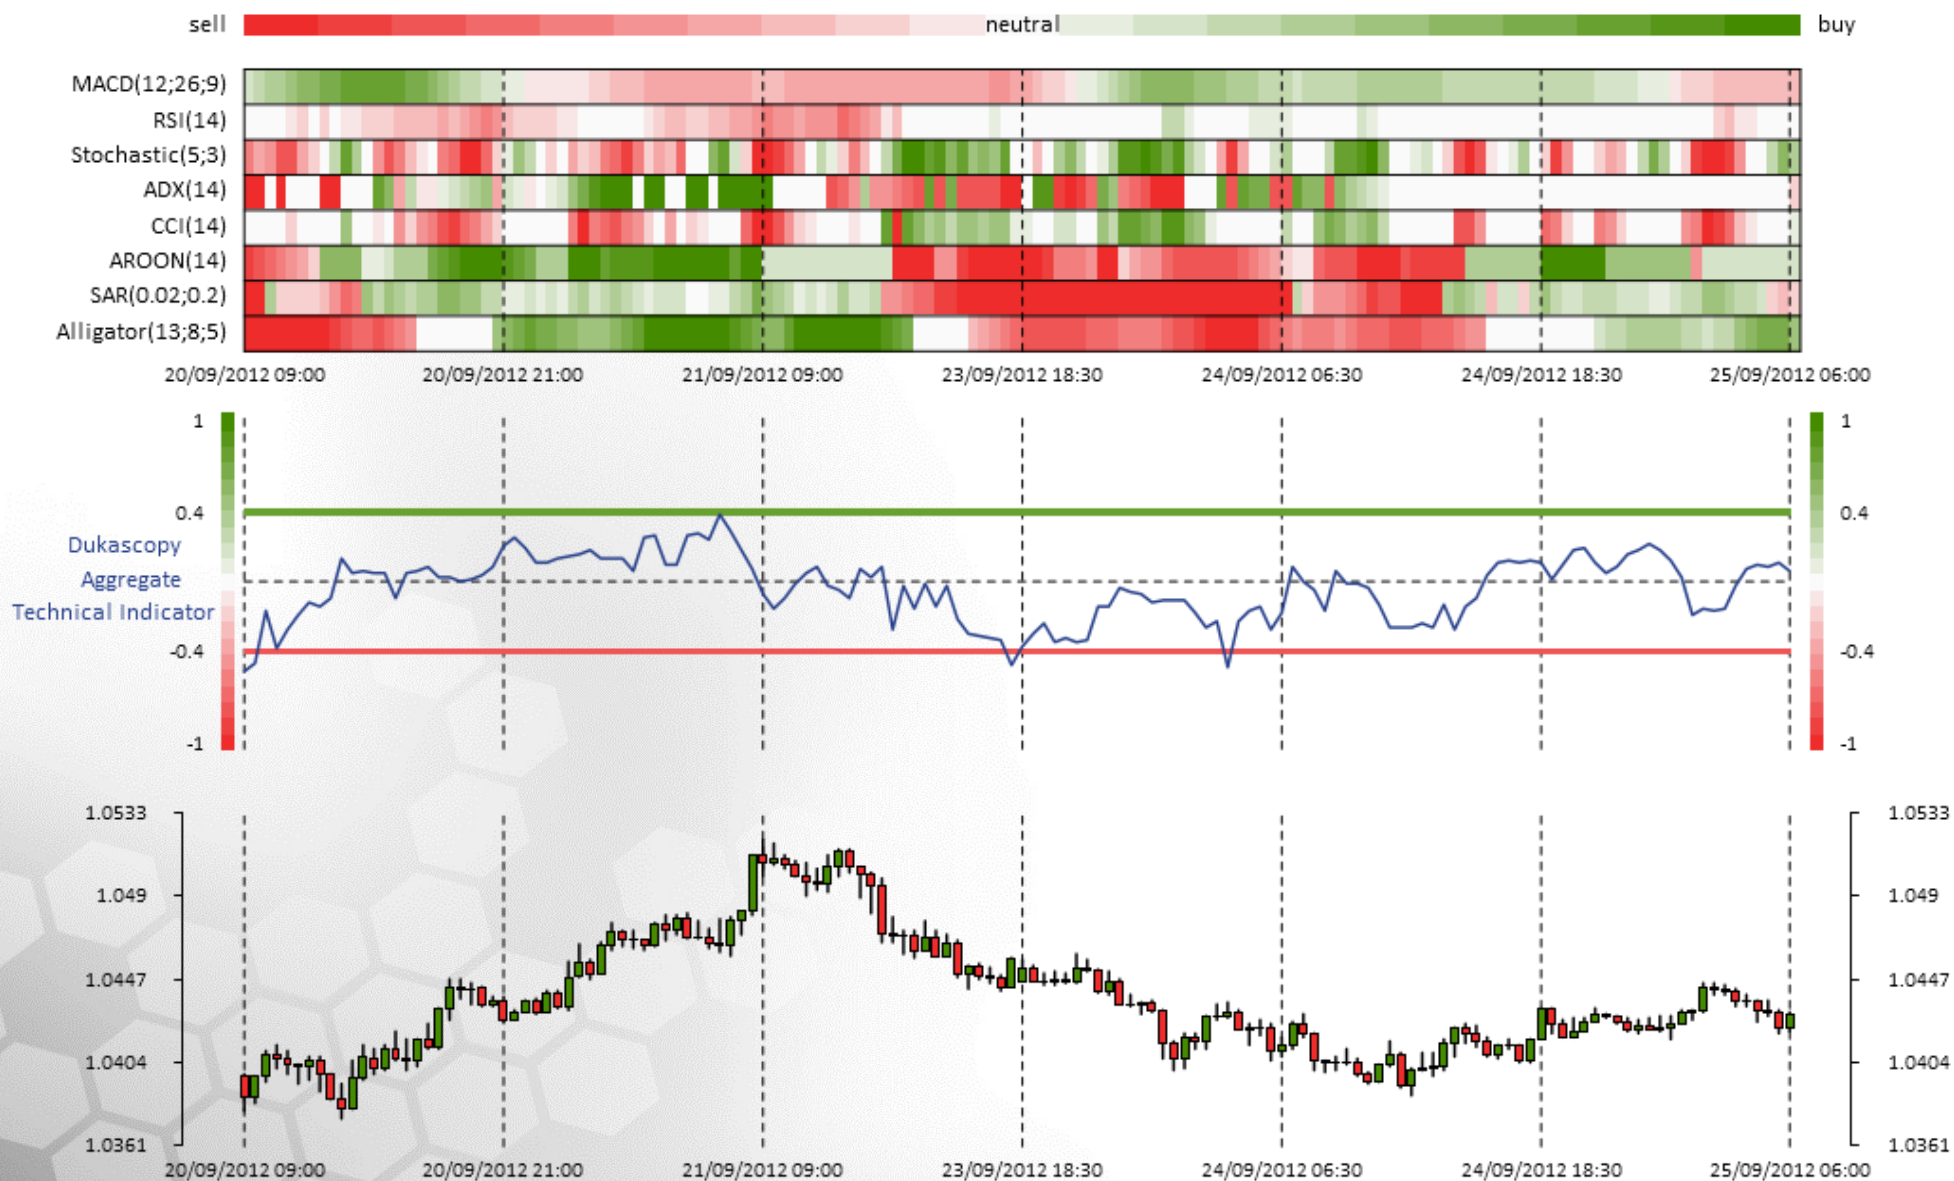 sell neutral buy
MACD(12;26;9)
RSI(14)
Stochastic(5;3)
ADX(14)
CCI(14)
AROON(14)
SAR(0.02;0.2)
Alligator(13;8;5)
20/09/2012 09:00 20/09/2012 21:00 21/09/2012 09:00 23/09/2012 18:30 24/09/2012 06:30 24/09/2012 18:30 25/09/2012 06:00
1 1
0.4 0.4
Dukascopy
Aggregate
Technical Indicator
-0.4 -0.4
-1 -1
1.0533 1.0533
1.049 1.049
1.0447 1.0447
1.0404 1.0404
1.0361 1.0361
20/09/2012 09:00 20/09/2012 21:00 21/09/2012 09:00 23/09/2012 18:30 24/09/2012 06:30 24/09/2012 18:30 25/09/2012 06:00